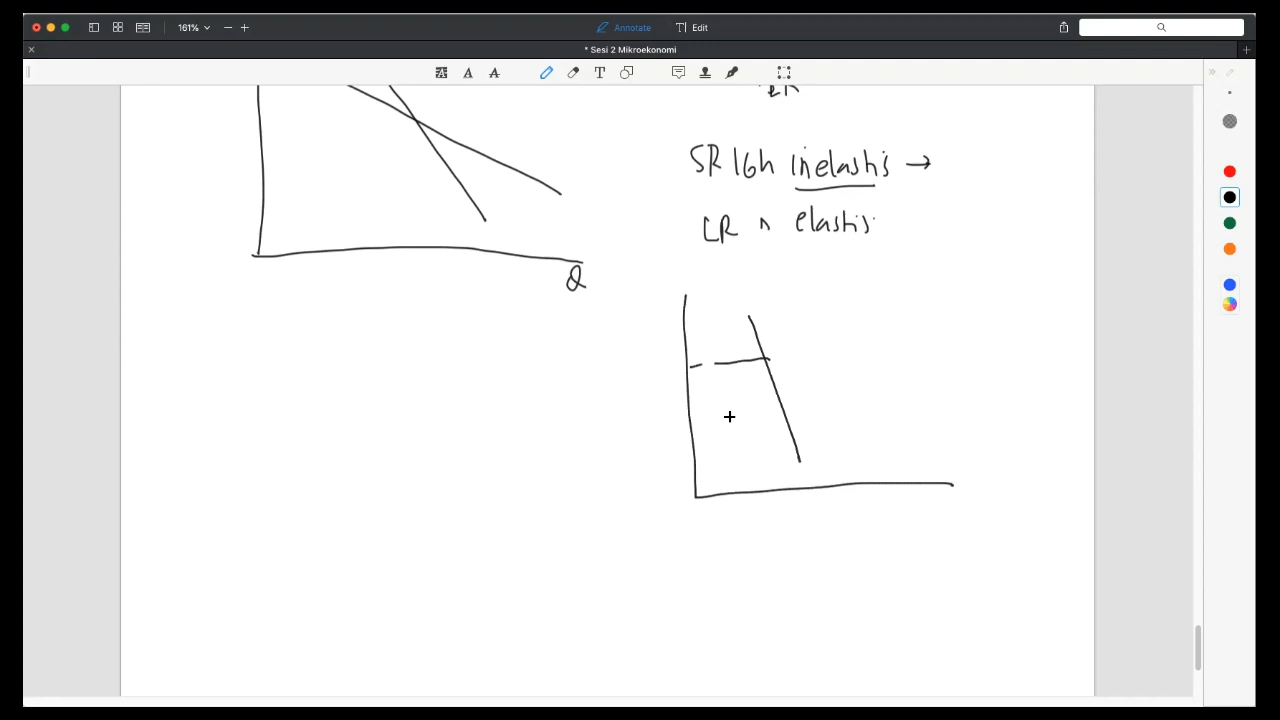 161%
Annotate
Edit
* Sesi 2 Mikroekonomi
A
A
A
T
SR lbh inelastis →
LR " elastis
Q